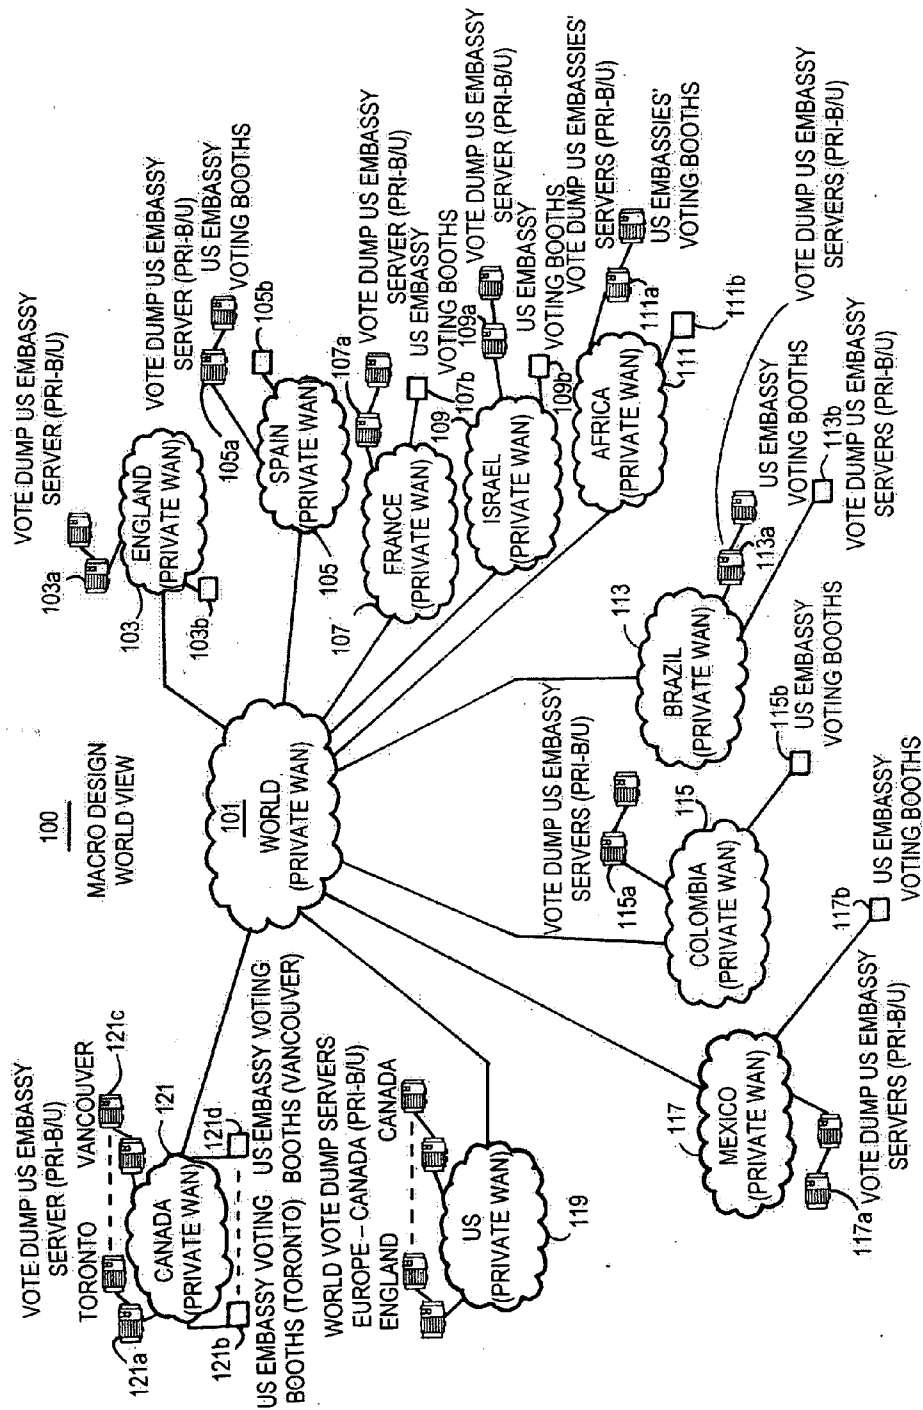 100
MACRO DESIGN
WORLD VIEW
101
WORLD
(PRIVATE WAN)
VOTE DUMP US EMBASSY
SERVER (PRI-B/U)
TORONTO
VANCOUVER
121a
121c
CANADA
(PRIVATE WAN)
121
121b
121d
US EMBASSY VOTING
BOOTHS (TORONTO)
US EMBASSY VOTING
BOOTHS (VANCOUVER)
WORLD VOTE DUMP SERVERS
EUROPE – CANADA (PRI-B/U)
ENGLAND
CANADA
US
(PRIVATE WAN)
119
VOTE DUMP US EMBASSY
SERVER (PRI-B/U)
103a
ENGLAND
(PRIVATE WAN)
103
103b
VOTE DUMP US EMBASSY
SERVER (PRI-B/U)
US EMBASSY
VOTING BOOTHS
105a
105b
SPAIN
(PRIVATE WAN)
105
VOTE DUMP US EMBASSY
SERVER (PRI-B/U)
107a
US EMBASSY
VOTING BOOTHS
107b
FRANCE
(PRIVATE WAN)
107
VOTE DUMP US EMBASSY
SERVER (PRI-B/U)
109a
US EMBASSY
VOTING BOOTHS
109b
109
ISRAEL
(PRIVATE WAN)
VOTE DUMP US EMBASSIES'
SERVERS (PRI-B/U)
111a
US EMBASSIES'
VOTING BOOTHS
111b
AFRICA
(PRIVATE WAN)
111
VOTE DUMP US EMBASSY
SERVERS (PRI-B/U)
113
BRAZIL
(PRIVATE WAN)
113a
US EMBASSY
VOTING BOOTHS
113b
VOTE DUMP US EMBASSY
SERVERS (PRI-B/U)
VOTE DUMP US EMBASSY
SERVERS (PRI-B/U)
115a
115
COLOMBIA
(PRIVATE WAN)
115b
US EMBASSY
VOTING BOOTHS
117
MEXICO
(PRIVATE WAN)
117b
US EMBASSY
VOTING BOOTHS
117a
VOTE DUMP US EMBASSY
SERVERS (PRI-B/U)